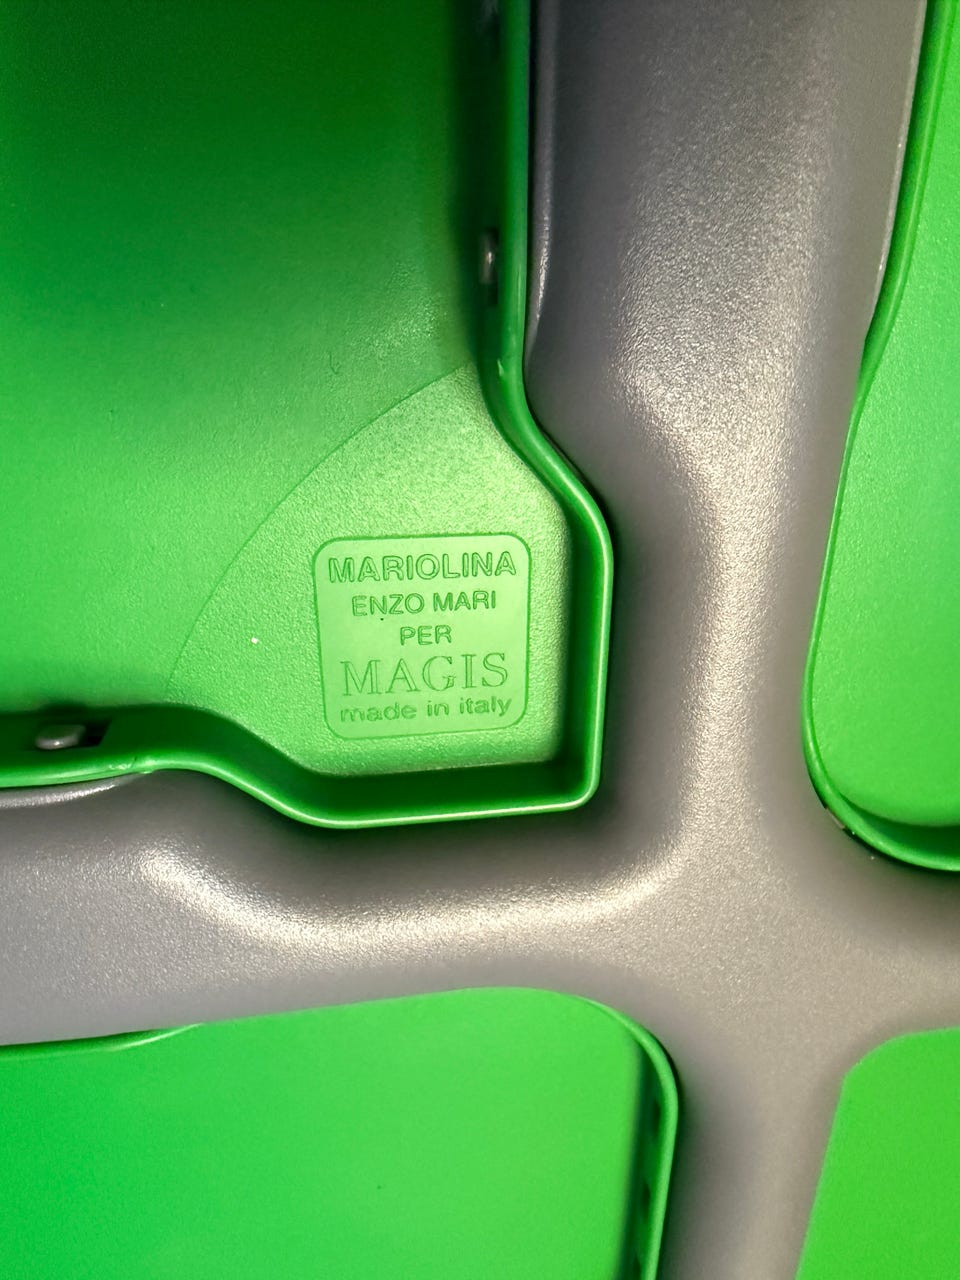 MARIOLINA
ENZO MARI
PER
MAGIS
made in italy